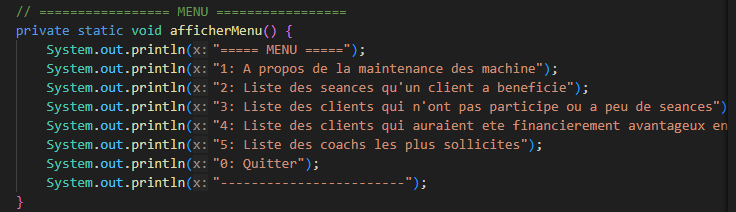 // ================= MENU =================
private static void afficherMenu() {
System.out.println(x:"===== MENU =====");
System.out.println(x:"1: A propos de la maintenance des machine");
System.out.println(x:"2: Liste des seances qu'un client a beneficie");
System.out.println(x:"3: Liste des clients qui n'ont pas participe ou a peu de seances")
System.out.println(x:"4: Liste des clients qui auraient ete financierement avantageux en
System.out.println(x:"5: Liste des coachs les plus sollicites");
System.out.println(x:"0: Quitter");
System.out.println(x:"------------------------");
}